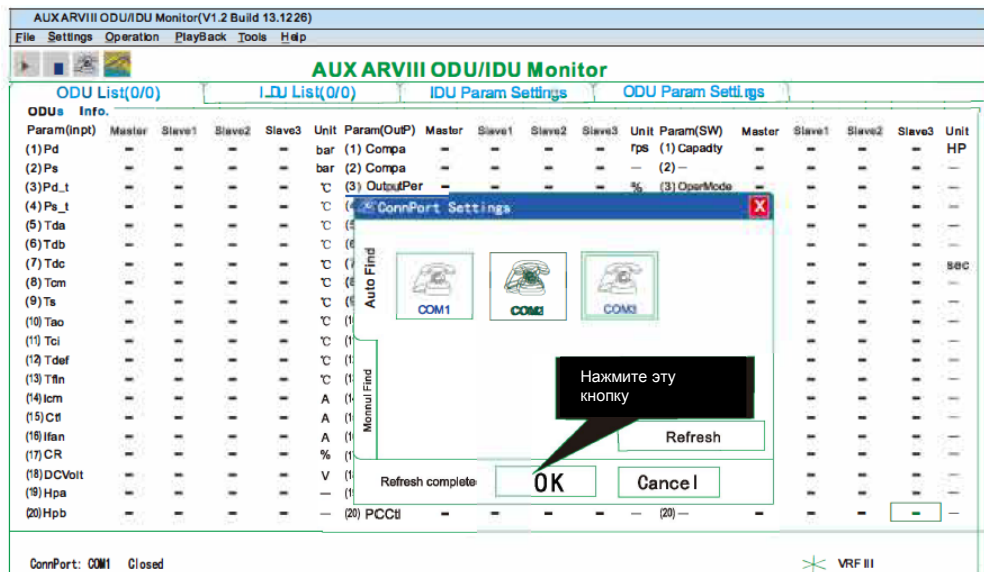 AUX ARVIII ODU/IDU Monitor(V1.2 Build 13.1226)
File Settings Operation PlayBack Tools Help
AUX ARVIII ODU/IDU Monitor
ODU List(0/0) IDU List(0/0) IDU Param Settings ODU Param Settings
ODUs Info.
Param(inpt) Master Slave1 Slave2 Slave3 Unit Param(OutP) Master Slave1 Slave2 Slave3 Unit Param(SW) Master Slave1 Slave2 Slave3 Unit
(1) Pd - - - - bar (1) Compa - - - - rps (1) Capacity - - - - HP
(2) Ps - - - - bar (2) Compa - - - - — (2) — - - - - —
(3) Pd_t - - - - ℃ (3) OutputPer - - - - % (3) OperMode - - - - —
(4) Ps_t - - - - ℃ - - —
(5) Tda - - - - ℃ - - —
(6) Tdb - - - - ℃ - - —
(7) Tdc - - - - ℃ - - sec
(8) Tcm - - - - ℃ - - —
(9) Ts - - - - ℃ - - —
(10) Tao - - - - ℃ - - —
(11) Tci - - - - ℃ - - —
(12) Tdef - - - - ℃ - - —
(13) Tfin - - - - ℃ - - —
(14) Icm - - - - A - - —
(15) Ctl - - - - A - - —
(16) Ifan - - - - A - - —
(17) CR - - - - % - - —
(18) DCVolt - - - - V - - —
(19) Hpa - - - - — - - —
(20) Hpb - - - - — (20) PCCtl - - - - — (20) — - - - - —
ConnPort Settings
X
Auto Find
COM1 COM2 COM3
Monnul Find
Нажмите эту
кнопку
Refresh
Refresh complete OK Cancel
ConnPort: COM1 Closed
VRF III